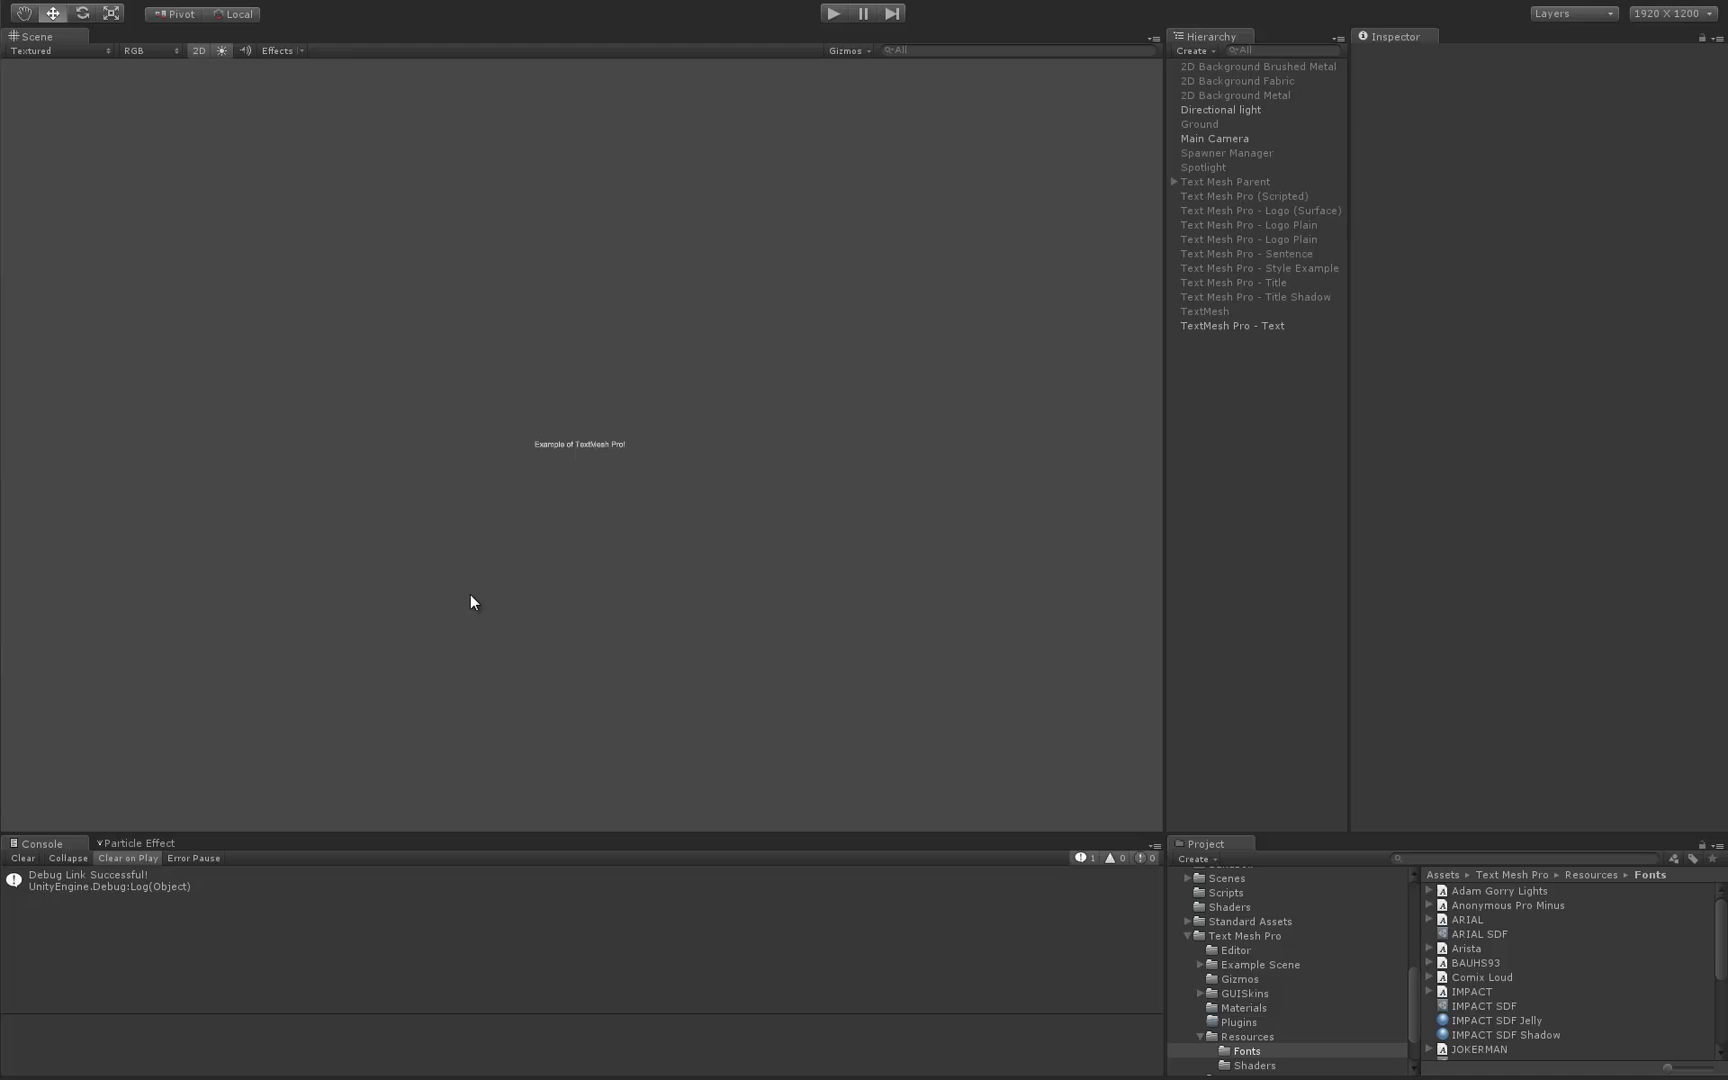 Pivot Local
Layers 1920 X 1200
Scene
Textured RGB 2D Effects Gizmos All
Hierarchy
Create All
2D Background Brushed Metal
2D Background Fabric
2D Background Metal
Directional light
Ground
Main Camera
Spawner Manager
Spotlight
Text Mesh Parent
Text Mesh Pro (Scripted)
Text Mesh Pro - Logo (Surface)
Text Mesh Pro - Logo Plain
Text Mesh Pro - Logo Plain
Text Mesh Pro - Sentence
Text Mesh Pro - Style Example
Text Mesh Pro - Title
Text Mesh Pro - Title Shadow
TextMesh
TextMesh Pro - Text
Inspector
Example of TextMesh Pro!
Console Particle Effect
Clear Collapse Clear on Play Error Pause 1 0 0
Debug Link Successful!
UnityEngine.Debug:Log(Object)
Project
Create
Scenes
Scripts
Shaders
Standard Assets
Text Mesh Pro
Editor
Example Scene
Gizmos
GUISkins
Materials
Plugins
Resources
Fonts
Shaders
Assets Text Mesh Pro Resources Fonts
Adam Gorry Lights
Anonymous Pro Minus
ARIAL
ARIAL SDF
Arista
BAUHS93
Comix Loud
IMPACT
IMPACT SDF
IMPACT SDF Jelly
IMPACT SDF Shadow
JOKERMAN